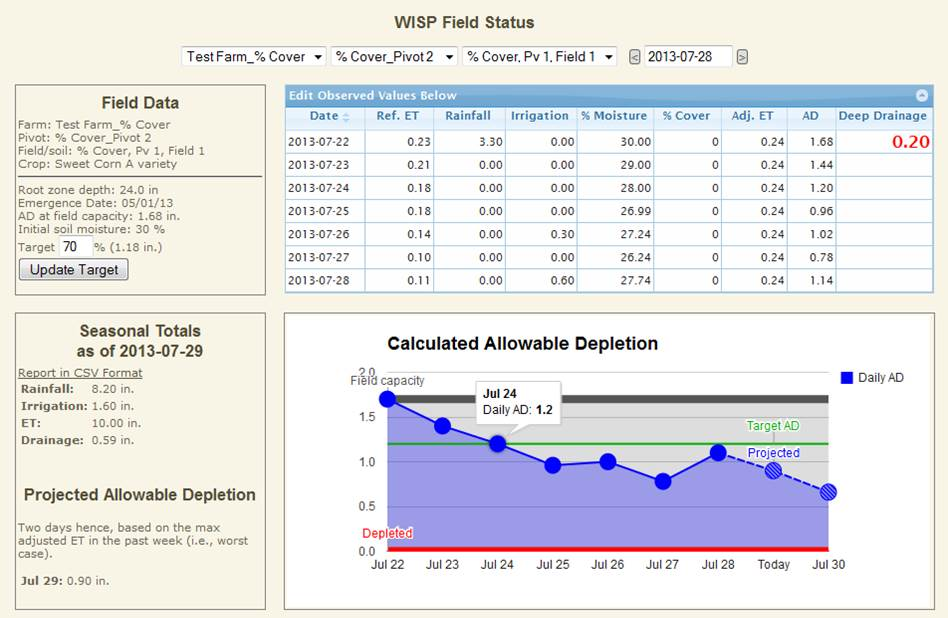 WISP Field Status
Test Farm_% Cover % Cover_Pivot 2 % Cover, Pv 1, Field 1 < 2013-07-28 >
Field Data
Farm: Test Farm_% Cover
Pivot: % Cover_Pivot 2
Field/soil: % Cover, Pv 1, Field 1
Crop: Sweet Corn A variety
Root zone depth: 24.0 in
Emergence Date: 05/01/13
AD at field capacity: 1.68 in.
Initial soil moisture: 30 %
Target 70 % (1.18 in.)
Update Target
Edit Observed Values Below
Date Ref. ET Rainfall Irrigation % Moisture % Cover Adj. ET AD Deep Drainage
2013-07-22 0.23 3.30 0.00 30.00 0 0.24 1.68 0.20
2013-07-23 0.21 0.00 0.00 29.00 0 0.24 1.44
2013-07-24 0.18 0.00 0.00 28.00 0 0.24 1.20
2013-07-25 0.18 0.00 0.00 26.99 0 0.24 0.96
2013-07-26 0.14 0.00 0.30 27.24 0 0.24 1.02
2013-07-27 0.10 0.00 0.00 26.24 0 0.24 0.78
2013-07-28 0.11 0.00 0.60 27.74 0 0.24 1.14
Seasonal Totals
as of 2013-07-29
Report in CSV Format
Rainfall: 8.20 in.
Irrigation: 1.60 in.
ET: 10.00 in.
Drainage: 0.59 in.
Projected Allowable Depletion
Two days hence, based on the max
adjusted ET in the past week (i.e., worst
case).
Jul 29: 0.90 in.
Calculated Allowable Depletion
2.0
Field capacity
Daily AD
Jul 24
Daily AD: 1.2
1.5
Target AD
Projected
1.0
0.5
Depleted
0.0
Jul 22 Jul 23 Jul 24 Jul 25 Jul 26 Jul 27 Jul 28 Today Jul 30